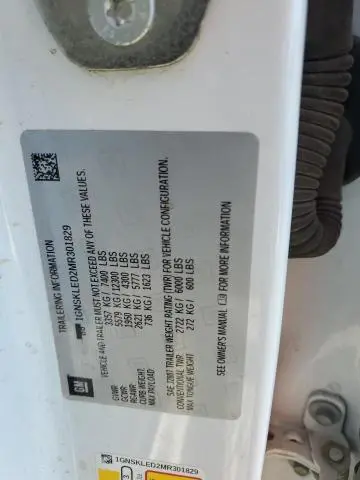 TRAILERING INFORMATION
1GNSKLED2MR301829
VEHICLE AND TRAILER MUST NOT EXCEED ANY OF THESE VALUES.
GVWR: 3357 KG / 7400 LBS
GCWR: 5579 KG / 12300 LBS
RGAWR: 1950 KG / 4300 LBS
CURB WEIGHT: 2621 KG / 5777 LBS
MAX PAYLOAD: 736 KG / 1623 LBS
SAE J2807 TRAILER WEIGHT RATING (TWR) FOR VEHICLE CONFIGURATION.
CONVENTIONAL TWR: 2722 KG / 6000 LBS
MAX TONGUE WEIGHT: 272 KG / 600 LBS
SEE OWNER'S MANUAL FOR MORE INFORMATION
GM
1GNSKLED2MR301829
3